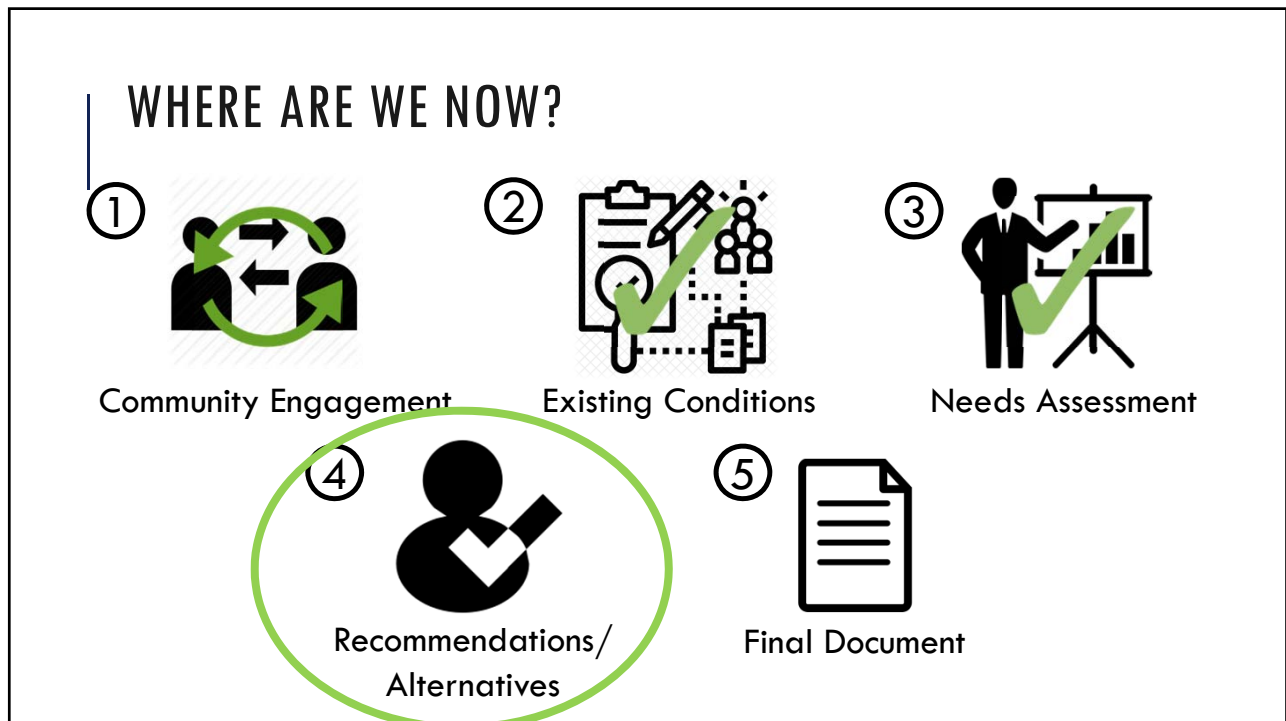 WHERE ARE WE NOW?
1
2
3
Community Engagement
Existing Conditions
Needs Assessment
4
5
Recommendations/
Alternatives
Final Document